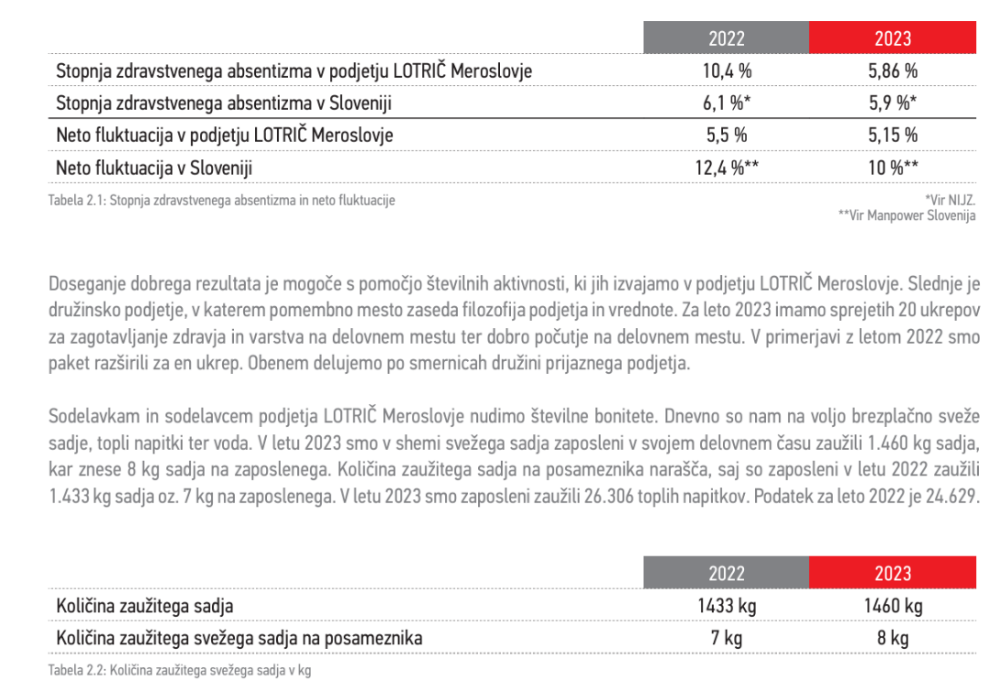 2022 2023
Stopnja zdravstvenega absentizma v podjetju LOTRIČ Meroslovje 10,4 % 5,86 %
Stopnja zdravstvenega absentizma v Sloveniji 6,1 %* 5,9 %*
Neto fluktuacija v podjetju LOTRIČ Meroslovje 5,5 % 5,15 %
Neto fluktuacija v Sloveniji 12,4 %** 10 %**
Tabela 2.1: Stopnja zdravstvenega absentizma in neto fluktuacije *Vir NIJZ.
**Vir Manpower Slovenija
Doseganje dobrega rezultata je mogoče s pomočjo številnih aktivnosti, ki jih izvajamo v podjetju LOTRIČ Meroslovje. Slednje je
družinsko podjetje, v katerem pomembno mesto zaseda filozofija podjetja in vrednote. Za leto 2023 imamo sprejetih 20 ukrepov
za zagotavljanje zdravja in varstva na delovnem mestu ter dobro počutje na delovnem mestu. V primerjavi z letom 2022 smo
paket razširili za en ukrep. Obenem delujemo po smernicah družini prijaznega podjetja.
Sodelavkam in sodelavcem podjetja LOTRIČ Meroslovje nudimo številne bonitete. Dnevno so nam na voljo brezplačno sveže
sadje, topli napitki ter voda. V letu 2023 smo v shemi svežega sadja zaposleni v svojem delovnem času zaužili 1.460 kg sadja,
kar znese 8 kg sadja na zaposlenega. Količina zaužitega sadja na posameznika narašča, saj so zaposleni v letu 2022 zaužili
1.433 kg sadja oz. 7 kg na zaposlenega. V letu 2023 smo zaposleni zaužili 26.306 toplih napitkov. Podatek za leto 2022 je 24.629.
2022 2023
Količina zaužitega sadja 1433 kg 1460 kg
Količina zaužitega svežega sadja na posameznika 7 kg 8 kg
Tabela 2.2: Količina zaužitega svežega sadja v kg